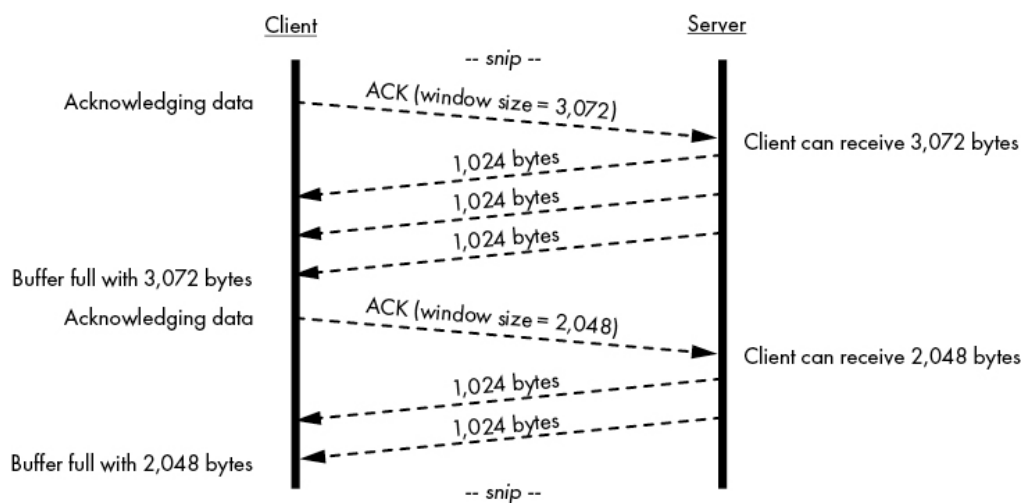 Client
Server
-- snip --
Acknowledging data
ACK (window size = 3,072)
Client can receive 3,072 bytes
1,024 bytes
1,024 bytes
1,024 bytes
Buffer full with 3,072 bytes
Acknowledging data
ACK (window size = 2,048)
Client can receive 2,048 bytes
1,024 bytes
1,024 bytes
Buffer full with 2,048 bytes
-- snip --